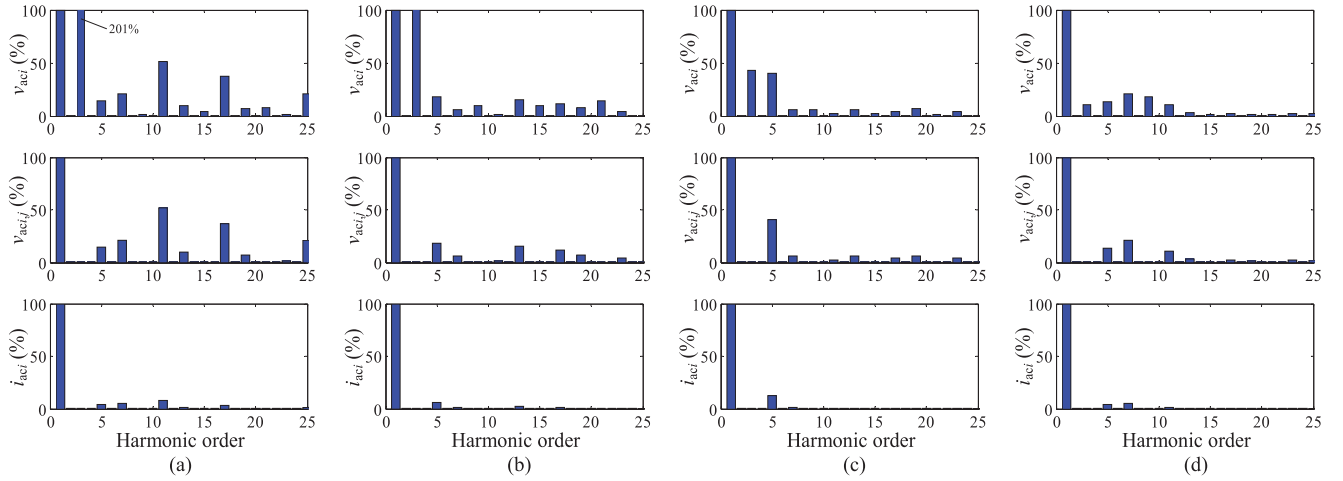 100 201% 100 100 100
v_aci (%) v_aci (%) v_aci (%) v_aci (%)
50 50 50 50
0 0 0 0
0 5 10 15 20 25 0 5 10 15 20 25 0 5 10 15 20 25 0 5 10 15 20 25
100 100 100 100
v_aci,j (%) v_aci,j (%) v_aci,j (%) v_aci,j (%)
50 50 50 50
0 0 0 0
0 5 10 15 20 25 0 5 10 15 20 25 0 5 10 15 20 25 0 5 10 15 20 25
100 100 100 100
i_aci (%) i_aci (%) i_aci (%) i_aci (%)
50 50 50 50
0 0 0 0
0 5 10 15 20 25 0 5 10 15 20 25 0 5 10 15 20 25 0 5 10 15 20 25
Harmonic order Harmonic order Harmonic order Harmonic order
(a) (b) (c) (d)